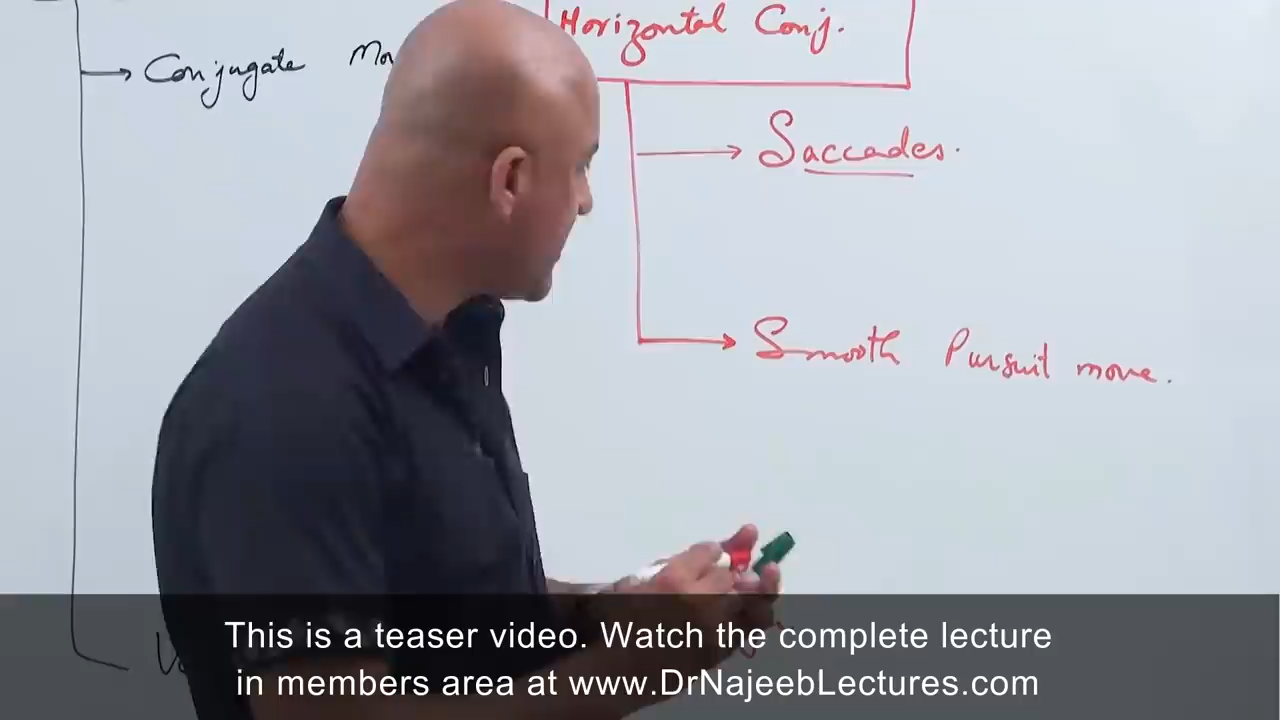 Horizontal Conj.
Conjugate
Saccades.
Smooth Pursuit move.
This is a teaser video. Watch the complete lecture
in members area at www.DrNajeebLectures.com